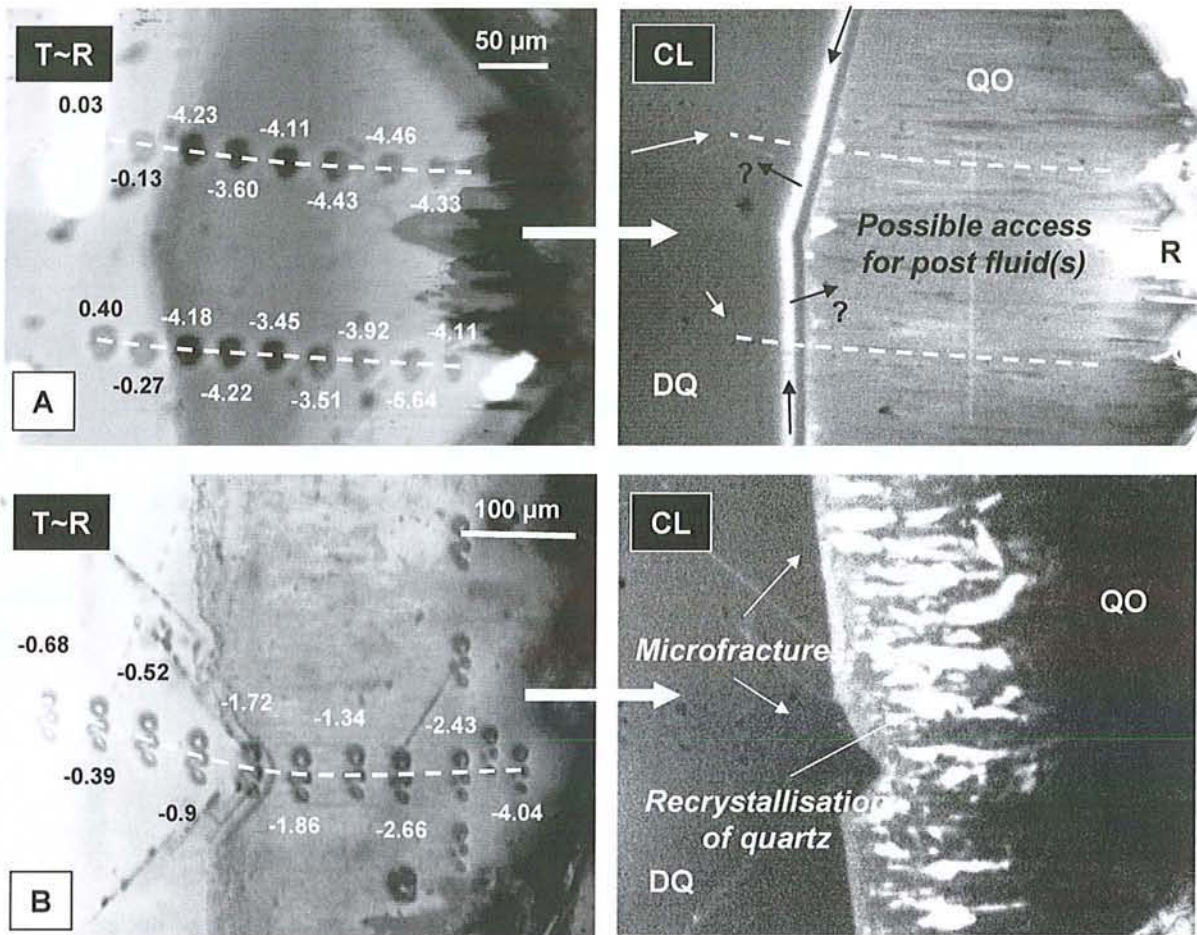 T~R
50 µm
0.03
-4.23
-4.11
-4.46
-0.13
-3.60
-4.43
-4.33
0.40
-4.18
-3.45
-3.92
-4.11
-0.27
-4.22
-3.51
-5.64
A
CL
QO
?
Possible access
for post fluid(s)
R
?
DQ
T~R
100 µm
-0.68
-0.52
-1.72
-1.34
-2.43
-0.39
-0.9
-1.86
-2.66
-4.04
B
CL
QO
Microfracture
Recrystallisation
of quartz
DQ